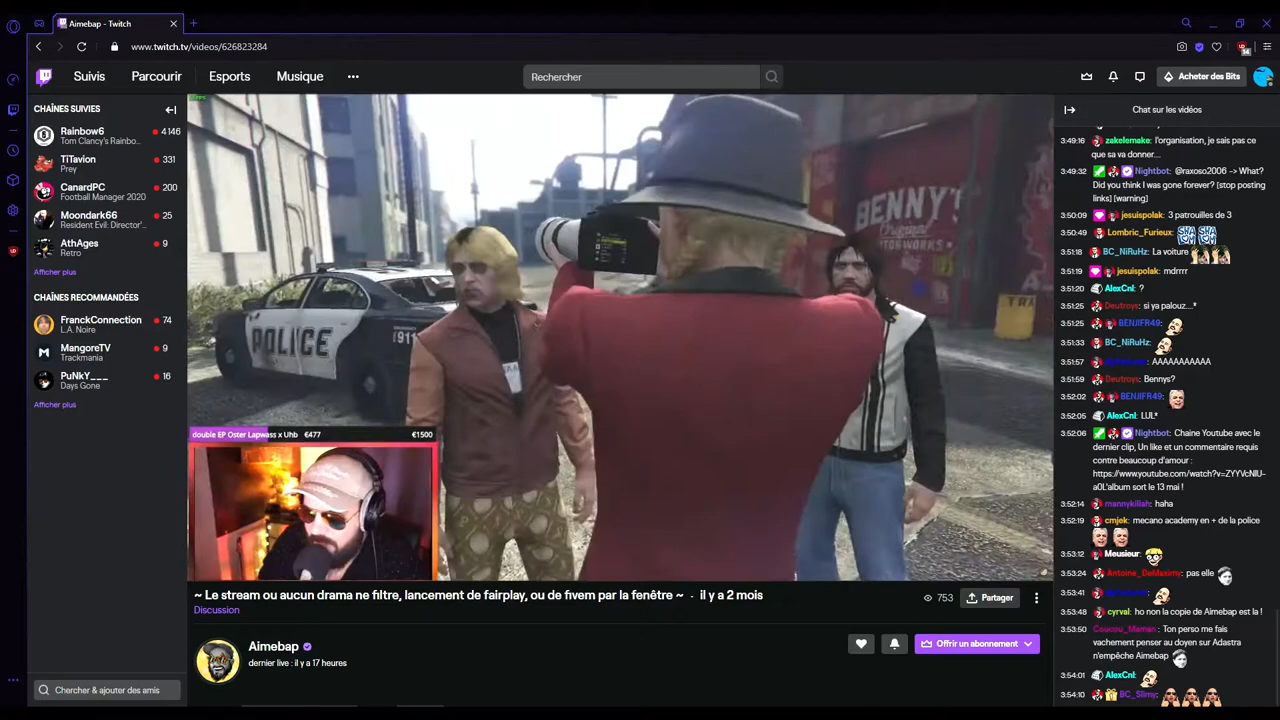 Aimebap - Twitch
www.twitch.tv/videos/626823284
Suivis
Parcourir
Esports
Musique
Rechercher
Acheter des Bits
CHAÎNES SUIVIES
Rainbow6
4 146
Tom Clancy's Rainbo...
TiTavion
331
Prey
CanardPC
200
Football Manager 2020
Moondark66
25
Resident Evil: Director'...
AthAges
9
Retro
Afficher plus
CHAÎNES RECOMMANDÉES
FranckConnection
74
L.A. Noire
MangoreTV
9
Trackmania
PuNkY___
16
Days Gone
Afficher plus
Chercher & ajouter des amis
POLICE
911
BENNY'S
MOTORWORKS
TRA
double EP Oster Lapwass x Uhb €477
€1500
~ Le stream ou aucun drama ne filtre, lancement de fairplay, ou de fivem par la fenêtre ~ - il y a 2 mois
Discussion
753
Partager
Aimebap
dernier live : il y a 17 heures
Offrir un abonnement
Chat sur les vidéos
3:49:16 zakelemake: l'organisation, je sais pas ce
que sa va donner....
3:49:32 Nightbot: @raxoso2006 -> What?
Did you think I was gone forever? [stop posting
links] [warning]
3:50:09 jesuispolak: 3 patrouilles de 3
3:50:49 Lombric_Furieux:
3:51:18 BC_NiRuHz: La voiture
3:51:19 jesuispolak: mdrrr
3:51:20 AlexCnl: ?
3:51:25 Deutroys: si ya palouz...*
3:51:25 BENJIFR49:
3:51:33 BC_NiRuHz:
3:51:57 AAAAAAAAAAA
3:51:59 Deutroys: Bennys?
3:52:02 BENJIFR49:
3:52:05 AlexCnl: LUL*
3:52:06 Nightbot: Chaine Youtube avec le
dernier clip, Un like et un commentaire requis
contre beaucoup d'amour :
https://www.youtube.com/watch?v=ZYYVcNlU-
a0L'album sort le 13 mai !
3:52:14 mannykillah: haha
3:52:19 cmjek: mecano academy en + de la police
3:53:12 Meusieur:
3:53:24 Antoine_DeMaximy: pas elle
3:53:41
3:53:48 cyrval: ho non la copie de Aimebap est la !
3:53:50 Coucou_Maman: Ton perso me fais
vachement penser au doyen sur Adastra
n'empêche Aimebap
3:54:01 AlexCnl:
3:54:10 BC_Slimy: